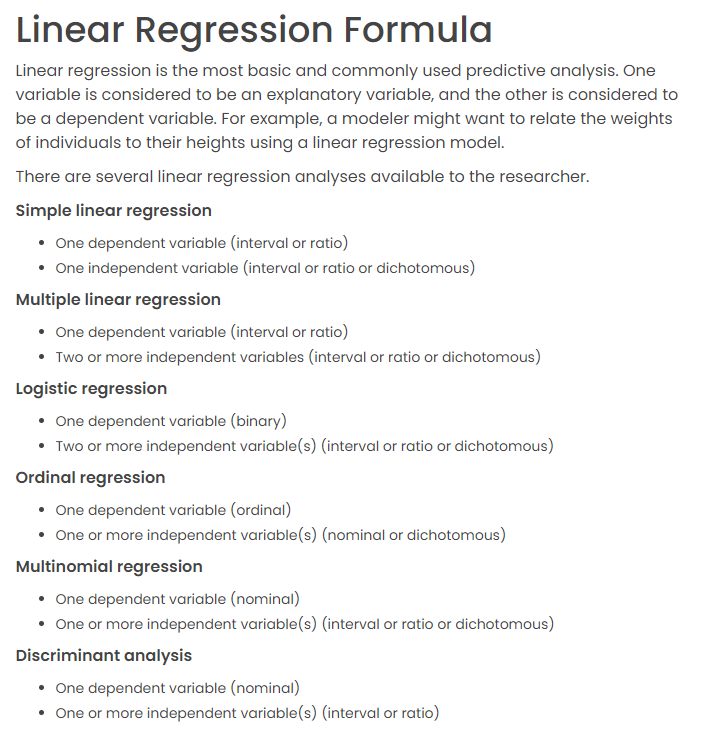 Linear Regression Formula
Linear regression is the most basic and commonly used predictive analysis. One
variable is considered to be an explanatory variable, and the other is considered to
be a dependent variable. For example, a modeler might want to relate the weights
of individuals to their heights using a linear regression model.
There are several linear regression analyses available to the researcher.
Simple linear regression
• One dependent variable (interval or ratio)
• One independent variable (interval or ratio or dichotomous)
Multiple linear regression
• One dependent variable (interval or ratio)
• Two or more independent variables (interval or ratio or dichotomous)
Logistic regression
• One dependent variable (binary)
• Two or more independent variable(s) (interval or ratio or dichotomous)
Ordinal regression
• One dependent variable (ordinal)
• One or more independent variable(s) (nominal or dichotomous)
Multinomial regression
• One dependent variable (nominal)
• One or more independent variable(s) (interval or ratio or dichotomous)
Discriminant analysis
• One dependent variable (nominal)
• One or more independent variable(s) (interval or ratio)